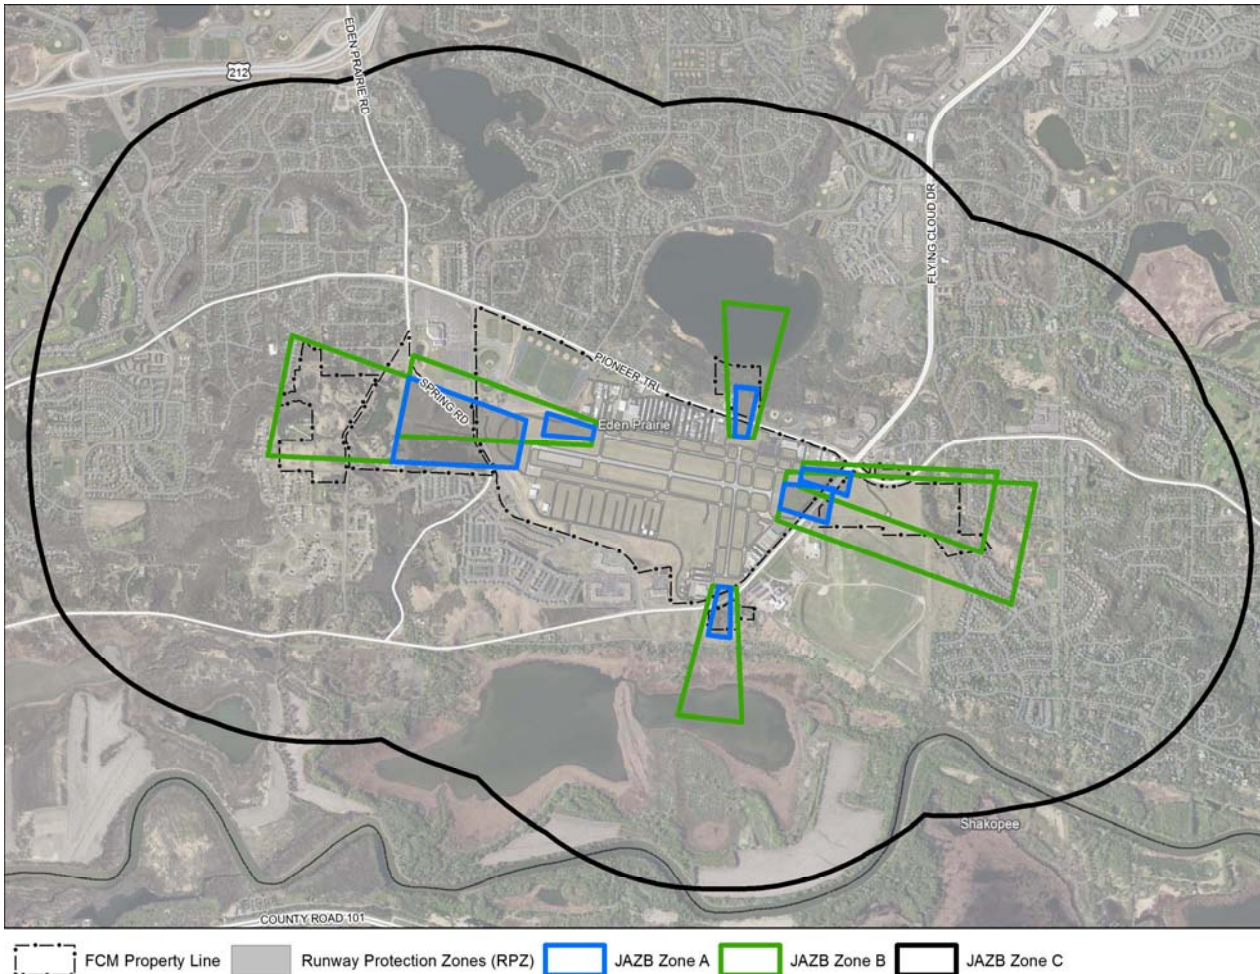 EDEN PRAIRIE RD
212
FLYING CLOUD DR
PIONEER TRL
SPRING RD
Eden Prairie
Shakopee
COUNTY ROAD 101
FCM Property Line
Runway Protection Zones (RPZ)
JAZB Zone A
JAZB Zone B
JAZB Zone C